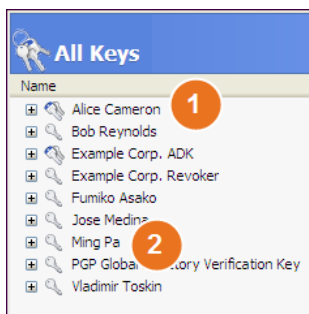 All Keys
Name
Alice Cameron
1
Bob Reynolds
Example Corp. ADK
Example Corp. Revoker
Fumiko Asako
Jose Medina
Ming Pa
2
PGP Global Verification Key
Vladimir Toskin